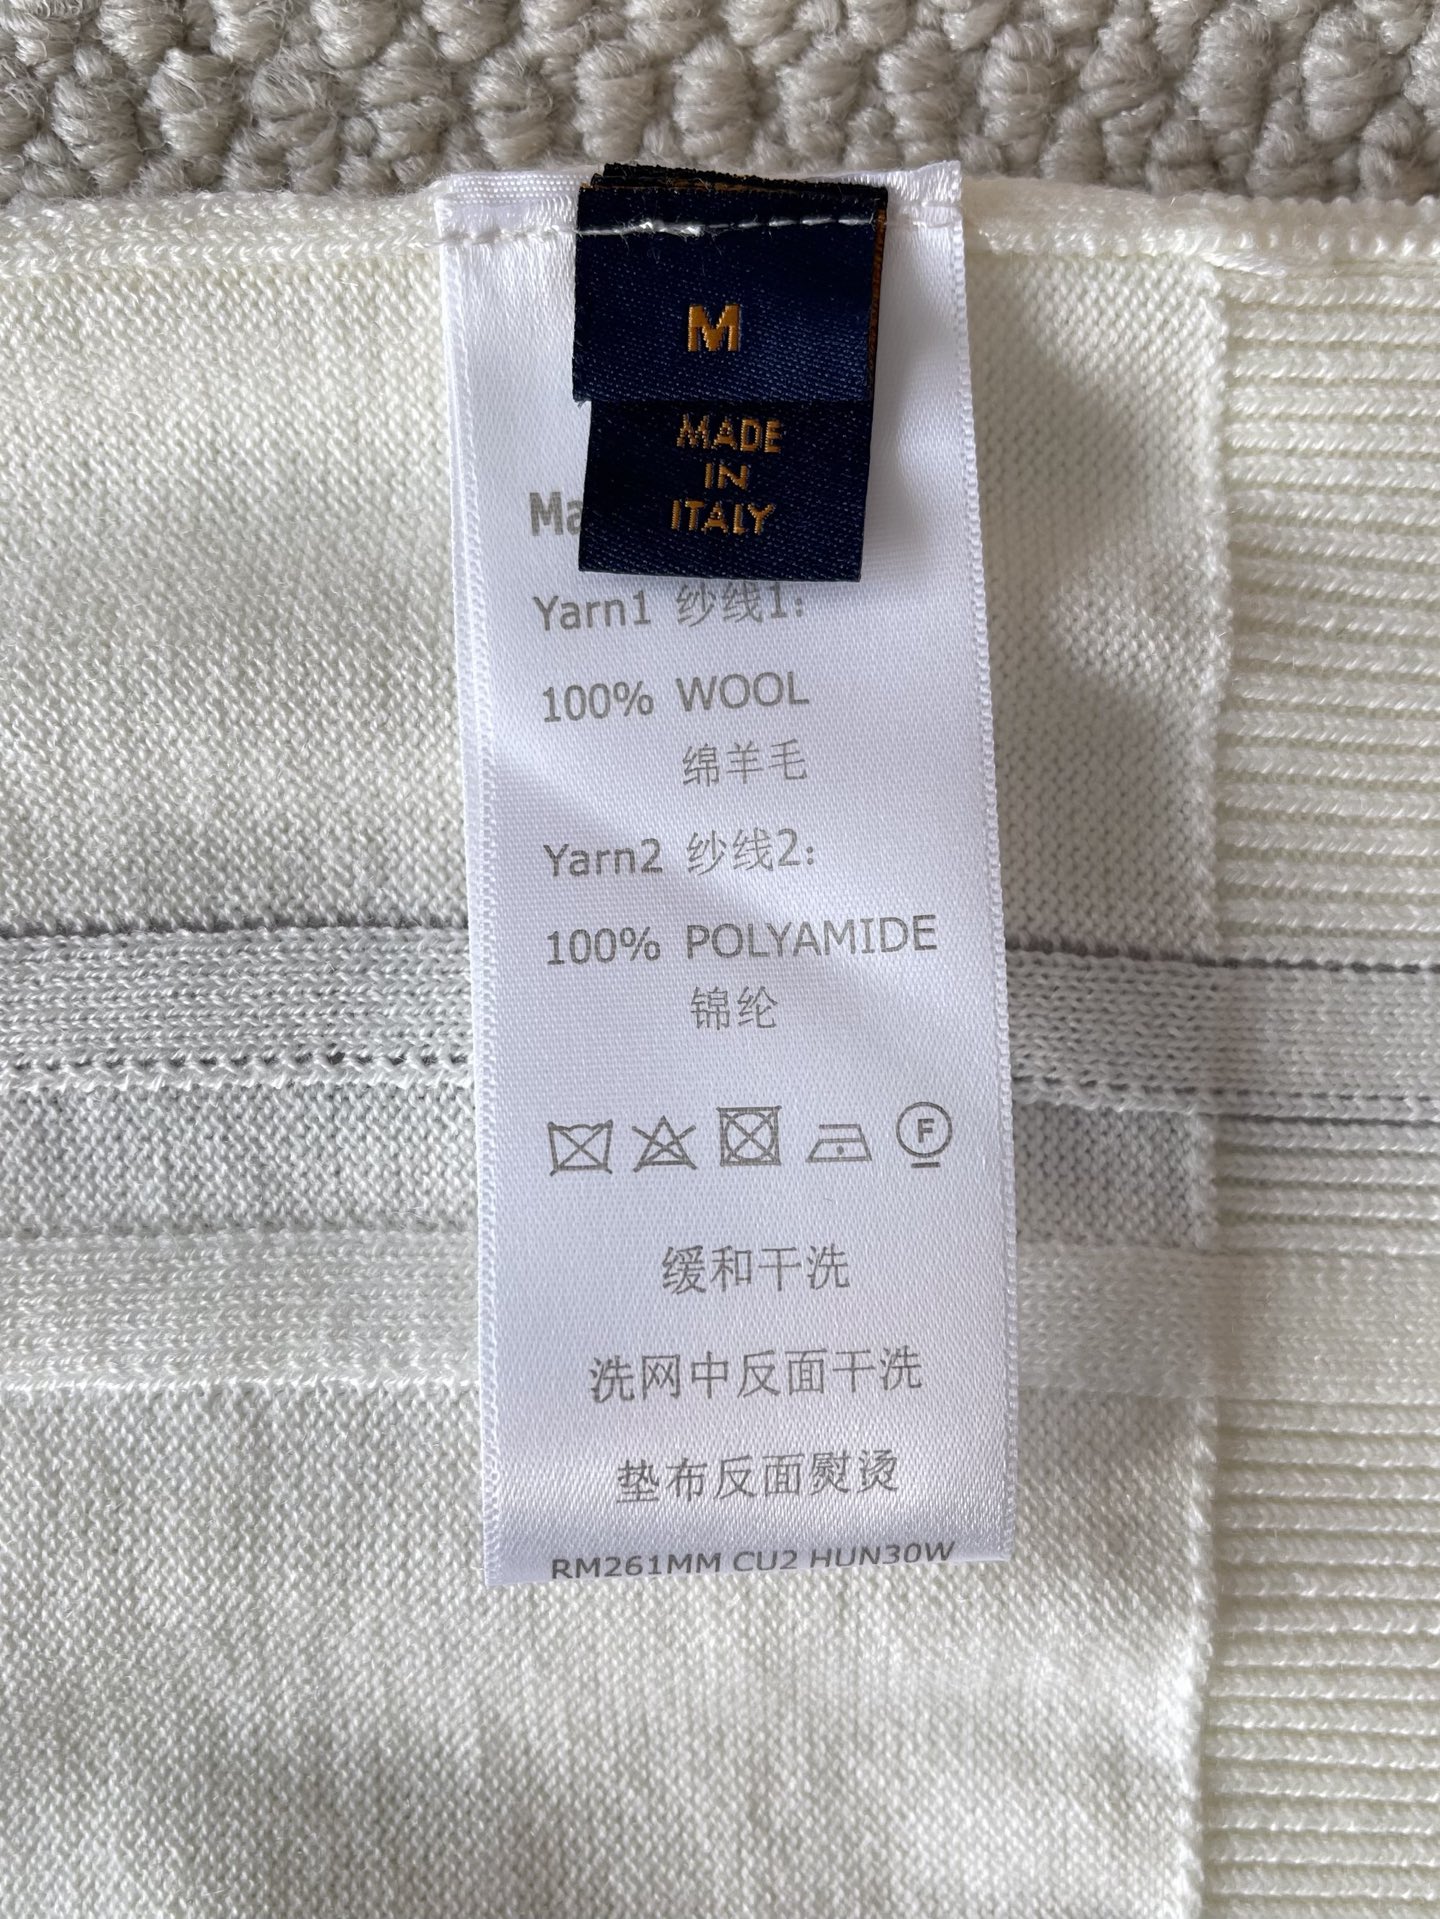 M
MADE
IN
ITALY
Yarn1 纱线1:
100% WOOL
绵羊毛
Yarn2 纱线2:
100% POLYAMIDE
锦纶
F
缓和干洗
洗网中反面干洗
垫布反面熨烫
RM261MM CU2 HUN30W